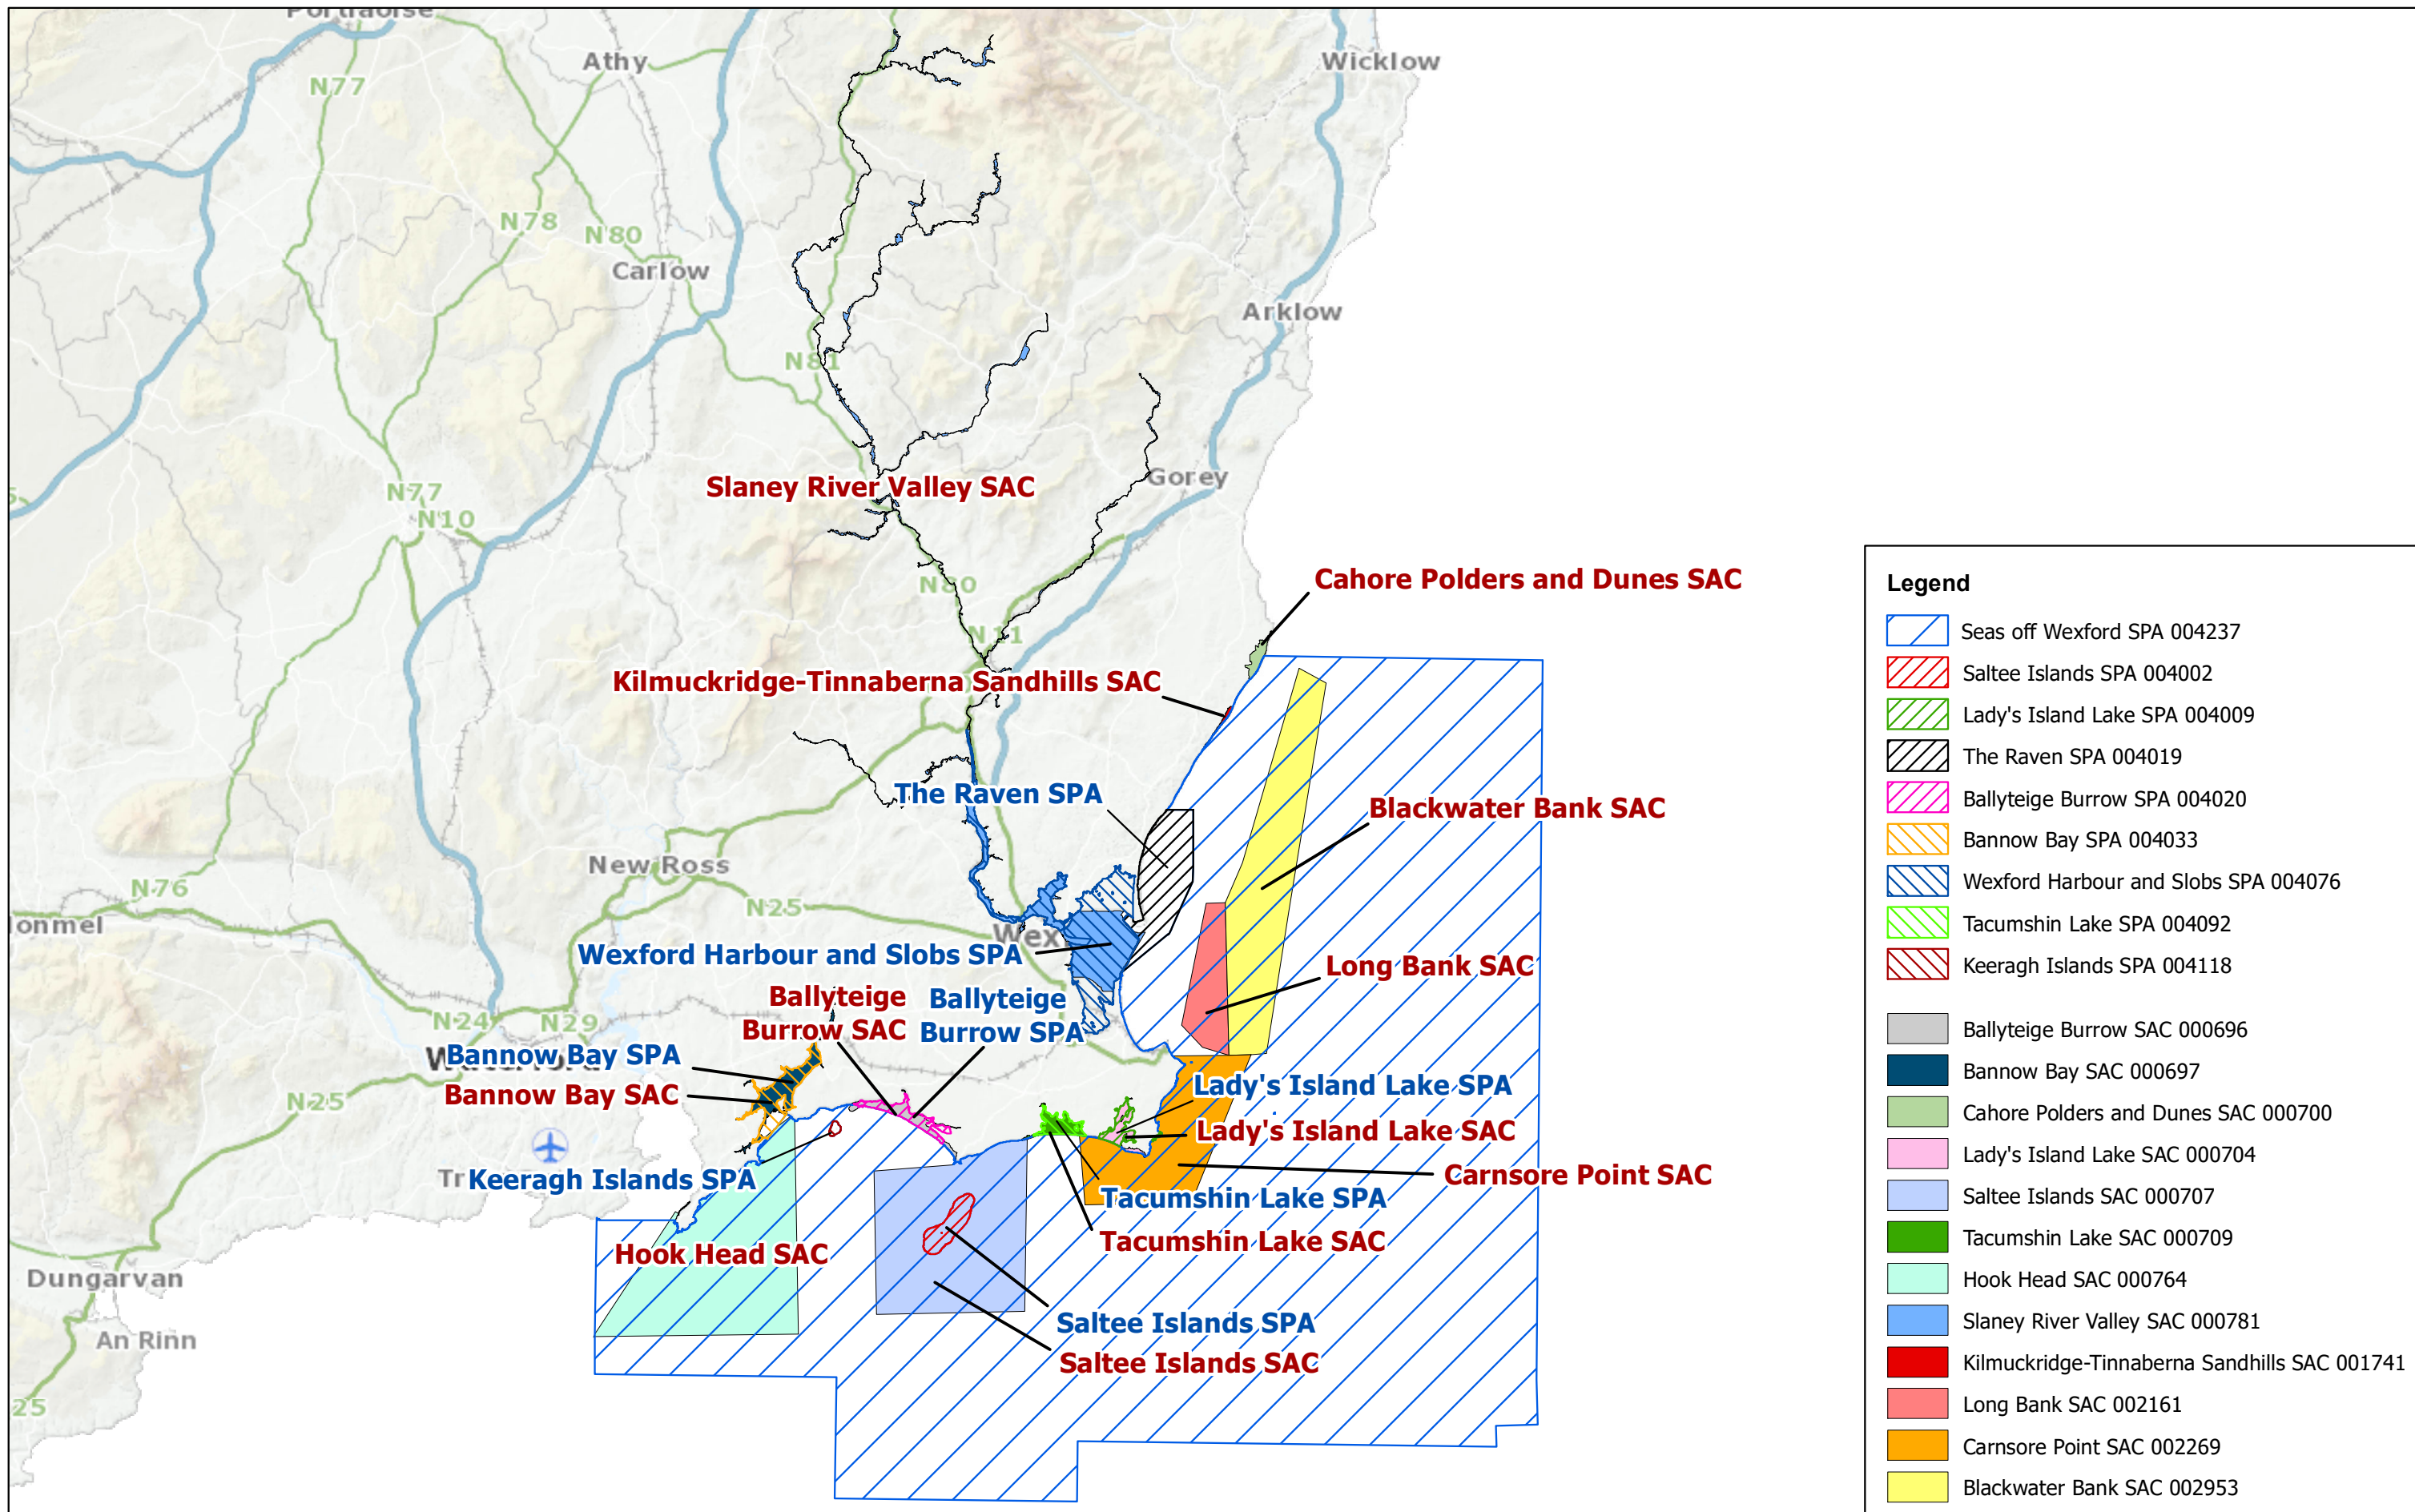 Portlaoise
Athy
Wicklow
N77
N78
N80
Carlow
Arklow
N81
Gorey
Slaney River Valley SAC
N77
N10
Cahore Polders and Dunes SAC
N80
N11
Kilmuckridge-Tinnaberna Sandhills SAC
The Raven SPA
Blackwater Bank SAC
New Ross
N76
N25
onmel
Wex
Wexford Harbour and Slobs SPA
Long Bank SAC
Ballyteige
Burrow SAC
Ballyteige
Burrow SPA
N24
N29
Bannow Bay SPA
Bannow Bay SAC
N25
Lady's Island Lake SPA
Lady's Island Lake SAC
Carnsore Point SAC
Tr
Keeragh Islands SPA
Tacumshin Lake SPA
Tacumshin Lake SAC
Hook Head SAC
Dungarvan
An Rinn
Saltee Islands SPA
Saltee Islands SAC
25
Legend
Seas off Wexford SPA 004237
Saltee Islands SPA 004002
Lady's Island Lake SPA 004009
The Raven SPA 004019
Ballyteige Burrow SPA 004020
Bannow Bay SPA 004033
Wexford Harbour and Slobs SPA 004076
Tacumshin Lake SPA 004092
Keeragh Islands SPA 004118
Ballyteige Burrow SAC 000696
Bannow Bay SAC 000697
Cahore Polders and Dunes SAC 000700
Lady's Island Lake SAC 000704
Saltee Islands SAC 000707
Tacumshin Lake SAC 000709
Hook Head SAC 000764
Slaney River Valley SAC 000781
Kilmuckridge-Tinnaberna Sandhills SAC 001741
Long Bank SAC 002161
Carnsore Point SAC 002269
Blackwater Bank SAC 002953